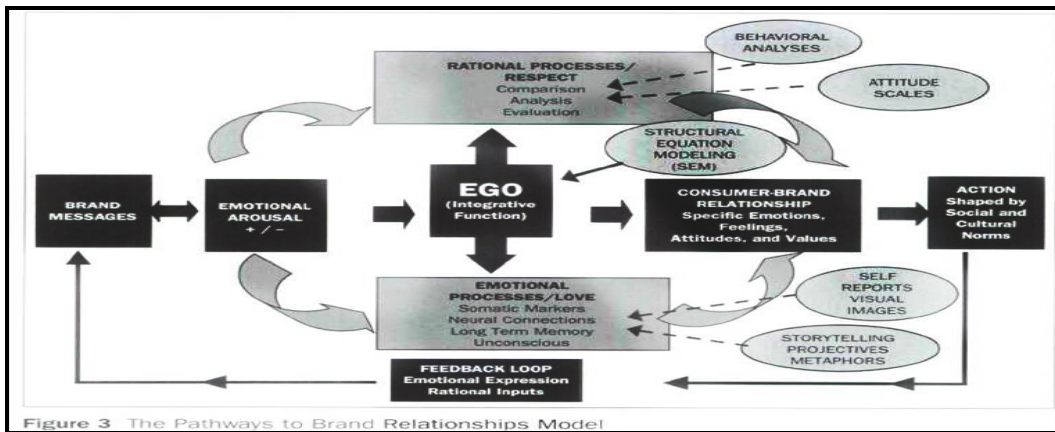 BEHAVIORAL
ANALYSES
RATIONAL PROCESSES/
RESPECT
Comparison
Analysis
Evaluation
ATTITUDE
SCALES
STRUCTURAL
EQUATION
MODELING
(SEM)
BRAND
MESSAGES
EMOTIONAL
AROUSAL
+ / -
EGO
(Integrative
Function)
CONSUMER-BRAND
RELATIONSHIP
Specific Emotions,
Feelings,
Attitudes, and Values
ACTION
Shaped by
Social and
Cultural
Norms
EMOTIONAL
PROCESSES/LOVE
Somatic Markers
Neural Connections
Long Term Memory
Unconscious
SELF
REPORTS
VISUAL
IMAGES
STORYTELLING
PROJECTIVES
METAPHORS
FEEDBACK LOOP
Emotional Expression
Rational Inputs
Figure 3 The Pathways to Brand Relationships Model